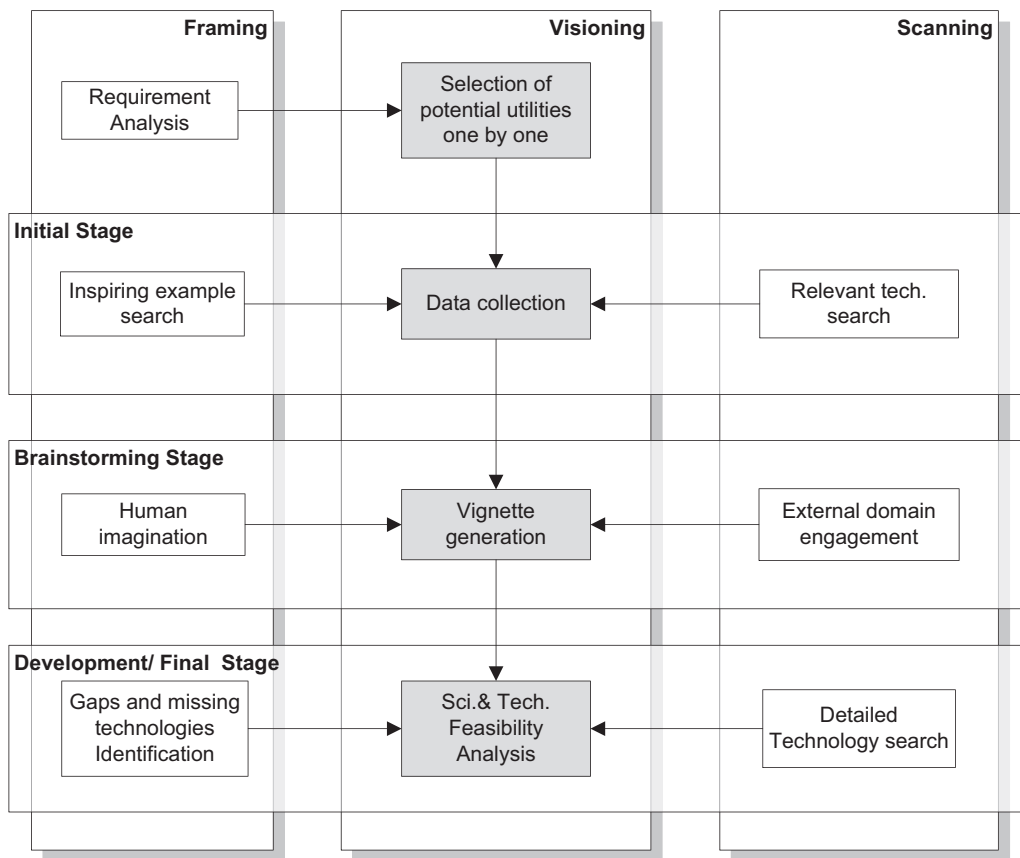 Framing
Visioning
Scanning
Requirement
Analysis
Selection of
potential utilities
one by one
Initial Stage
Inspiring example
search
Data collection
Relevant tech.
search
Brainstorming Stage
Human
imagination
Vignette
generation
External domain
engagement
Development/ Final  Stage
Gaps and missing
technologies
Identification
Sci.& Tech.
Feasibility
Analysis
Detailed
Technology search